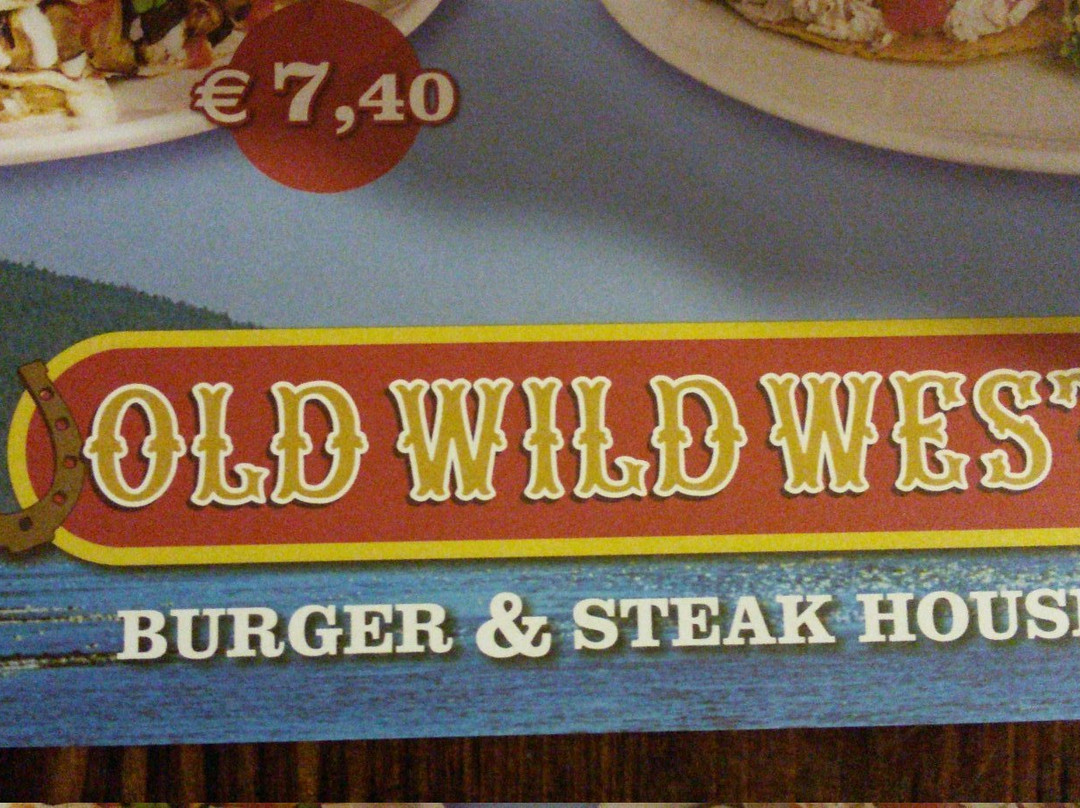 € 7,40
OLD WILD WEST
BURGER & STEAK HOUSE